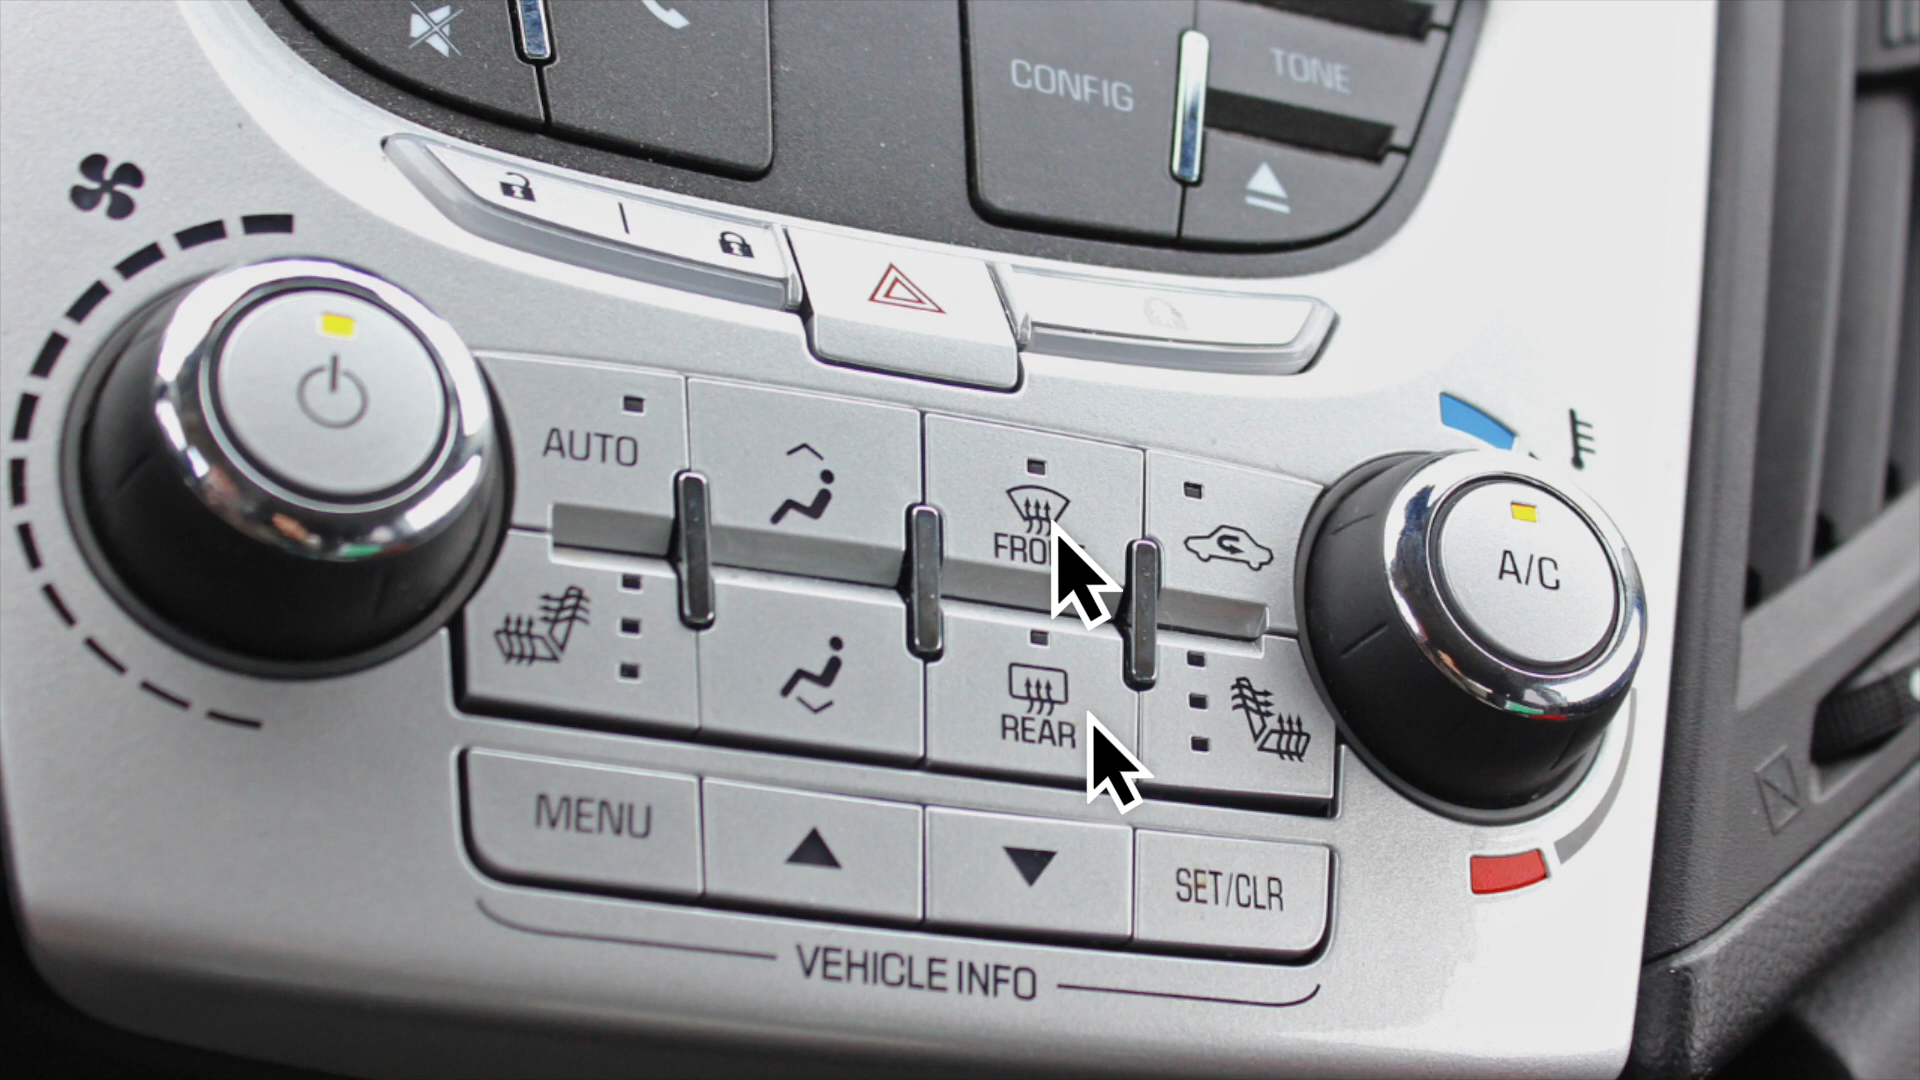 CONFIG
TONE
AUTO
FRONT
A/C
REAR
MENU
SET/CLR
VEHICLE INFO